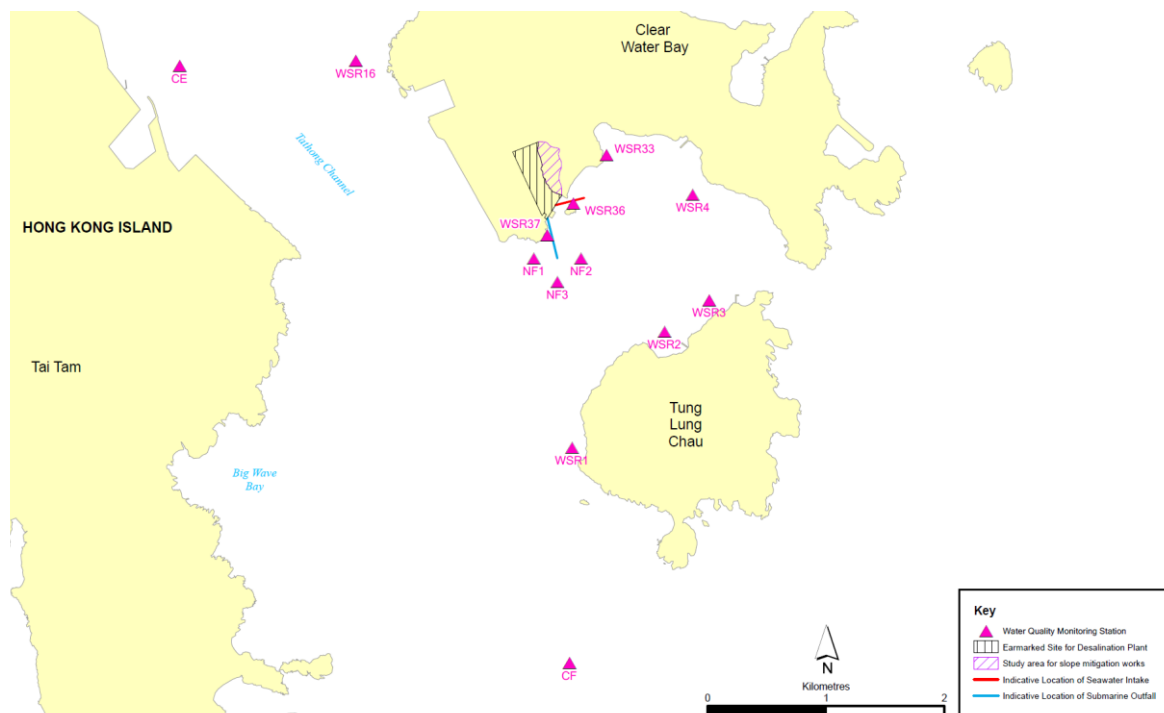 Clear
Water Bay
CE
WSR16
Tathong Channel
WSR33
WSR36
WSR4
HONG KONG ISLAND
WSR37
NF1
NF2
NF3
WSR3
WSR2
Tai Tam
Tung
Lung
Chau
WSR1
Big Wave
Bay
CF
N
Kilometres
0 1 2
Key
Water Quality Monitoring Station
Earmarked Site for Desalination Plant
Study area for slope mitigation works
Indicative Location of Seawater Intake
Indicative Location of Submarine Outfall